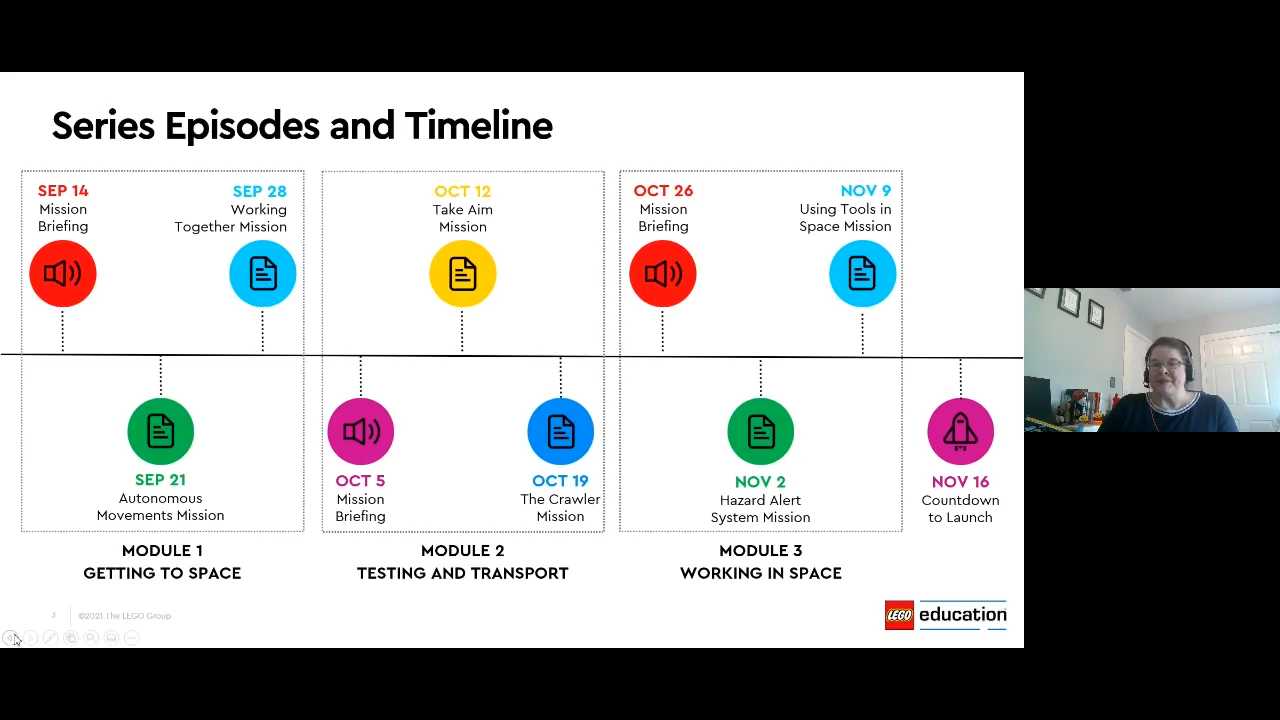 Series Episodes and Timeline
SEP 14
Mission
Briefing
SEP 28
Working
Together Mission
SEP 21
Autonomous
Movements Mission
MODULE 1
GETTING TO SPACE
OCT 12
Take Aim
Mission
OCT 5
Mission
Briefing
OCT 19
The Crawler
Mission
MODULE 2
TESTING AND TRANSPORT
OCT 26
Mission
Briefing
NOV 9
Using Tools in
Space Mission
NOV 2
Hazard Alert
System Mission
MODULE 3
WORKING IN SPACE
NOV 16
Countdown
to Launch
©2021 The LEGO Group
LEGO education